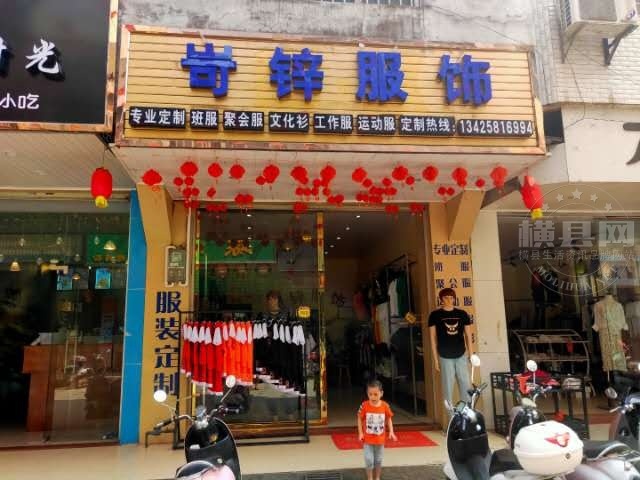 时光
小吃
岢锌服饰
专业定制 班服 聚会服 文化衫 工作服 运动服 定制热线: 13425816994
服装定制
专业定制
班服
聚会服
横县网